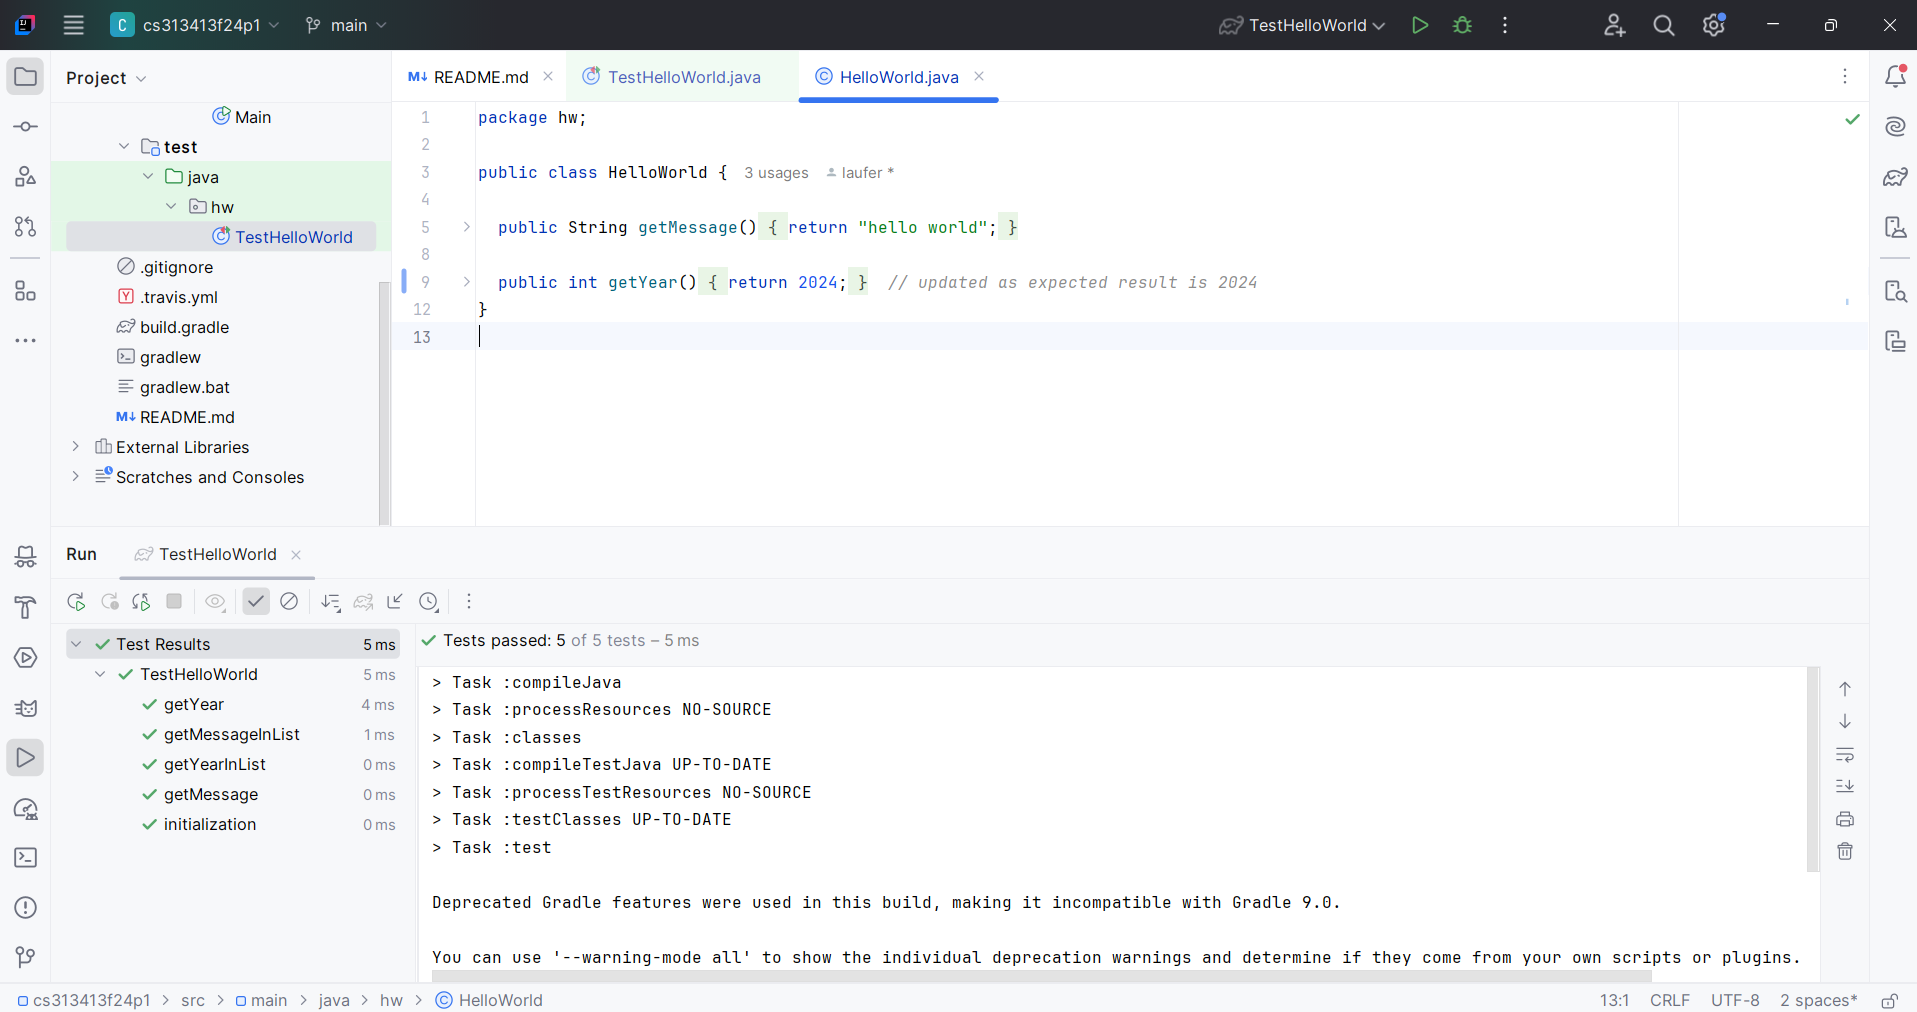 C cs313413f24p1 main TestHelloWorld
Project
Main
test
java
hw
TestHelloWorld
.gitignore
Y .travis.yml
build.gradle
gradlew
gradlew.bat
M↓ README.md
External Libraries
Scratches and Consoles
M↓ README.md TestHelloWorld.java HelloWorld.java
1 package hw;
2
3 public class HelloWorld { 3 usages laufer *
4
5 public String getMessage() { return "hello world"; }
8
9 public int getYear() { return 2024; } // updated as expected result is 2024
12 }
13
Run TestHelloWorld
Test Results 5 ms
TestHelloWorld 5 ms
getYear 4 ms
getMessageInList 1 ms
getYearInList 0 ms
getMessage 0 ms
initialization 0 ms
Tests passed: 5 of 5 tests – 5 ms
> Task :compileJava
> Task :processResources NO-SOURCE
> Task :classes
> Task :compileTestJava UP-TO-DATE
> Task :processTestResources NO-SOURCE
> Task :testClasses UP-TO-DATE
> Task :test
Deprecated Gradle features were used in this build, making it incompatible with Gradle 9.0.
You can use '--warning-mode all' to show the individual deprecation warnings and determine if they come from your own scripts or plugins.
cs313413f24p1 > src > main > java > hw > HelloWorld
13:1 CRLF UTF-8 2 spaces*